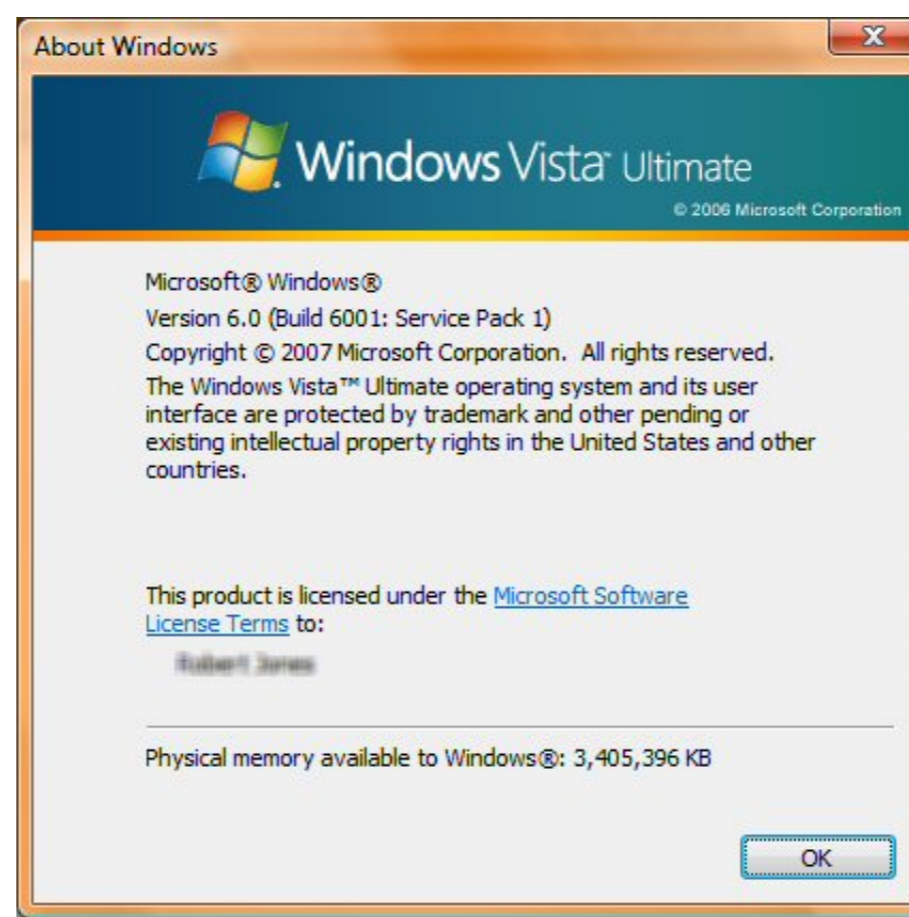 About Windows
Windows Vista™ Ultimate
© 2006 Microsoft Corporation
Microsoft® Windows®
Version 6.0 (Build 6001: Service Pack 1)
Copyright © 2007 Microsoft Corporation.  All rights reserved.
The Windows Vista™ Ultimate operating system and its user
interface are protected by trademark and other pending or
existing intellectual property rights in the United States and other
countries.
This product is licensed under the Microsoft Software
License Terms to:
Physical memory available to Windows®: 3,405,396 KB
OK